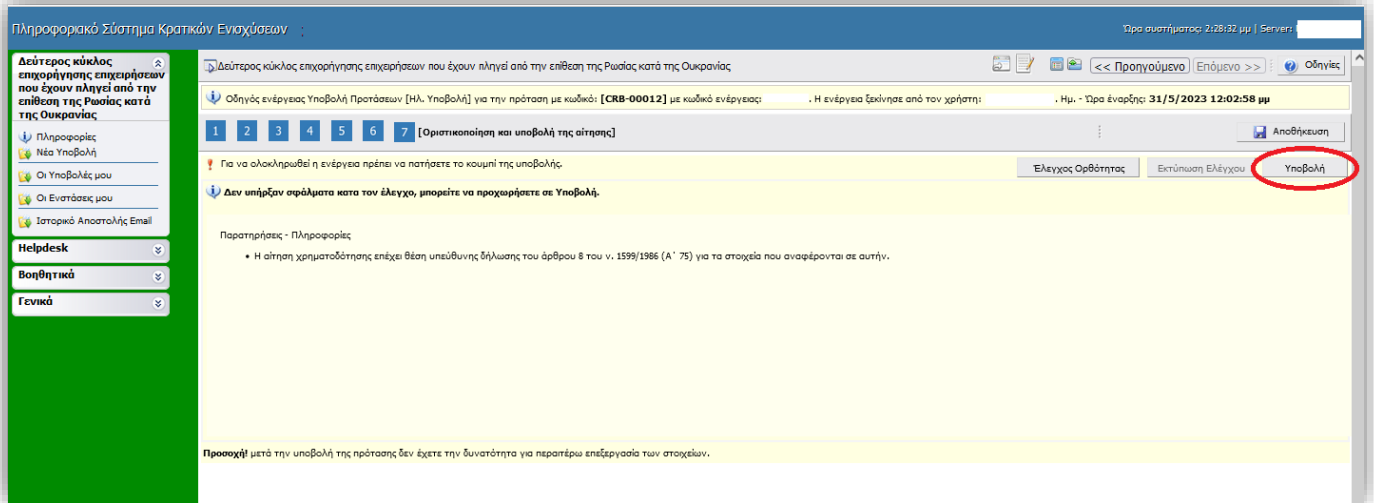 Πληροφοριακό Σύστημα Κρατικών Ενισχύσεων ;
Ώρα συστήματος: 2:28:32 μμ | Server:
Δεύτερος κύκλος
επιχορήγησης επιχειρήσεων
που έχουν πληγεί από την
επίθεση της Ρωσίας κατά
της Ουκρανίας
Πληροφορίες
Νέα Υποβολή
Οι Υποβολές μου
Οι Ενστάσεις μου
Ιστορικό Αποστολής Email
Helpdesk
Βοηθητικά
Γενικά
Δεύτερος κύκλος επιχορήγησης επιχειρήσεων που έχουν πληγεί από την επίθεση της Ρωσίας κατά της Ουκρανίας
<< Προηγούμενο Επόμενο >> Οδηγίες
Οδηγός ενέργειας Υποβολή Προτάσεων [Ηλ. Υποβολή] για την πρόταση με κωδικό: [CRB-00012] με κωδικό ενέργειας: . Η ενέργεια ξεκίνησε από τον χρήστη: . Ημ. - Ώρα έναρξης: 31/5/2023 12:02:58 μμ
1 2 3 4 5 6 7 [Οριστικοποίηση και υποβολή της αίτησης] Αποθήκευση
Για να ολοκληρωθεί η ενέργεια πρέπει να πατήσετε το κουμπί της υποβολής.
Έλεγχος Ορθότητας Εκτύπωση Ελέγχου Υποβολή
Δεν υπήρξαν σφάλματα κατα τον έλεγχο, μπορείτε να προχωρήσετε σε Υποβολή.
Παρατηρήσεις - Πληροφορίες
• Η αίτηση χρηματοδότησης επέχει θέση υπεύθυνης δήλωσης του άρθρου 8 του ν. 1599/1986 (Α΄ 75) για τα στοιχεία που αναφέρονται σε αυτήν.
Προσοχή! μετά την υποβολή της πρότασης δεν έχετε την δυνατότητα για περαιτέρω επεξεργασία των στοιχείων.